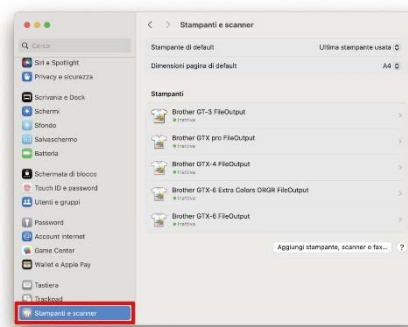 Stampanti e scanner
Cerca
Siri e Spotlight
Privacy e sicurezza
Scrivania e Dock
Schermi
Sfondo
Salvaschermo
Batteria
Schermata di blocco
Touch ID e password
Utenti e gruppi
Password
Account internet
Game Center
Wallet e Apple Pay
Tastiera
Trackpad
Stampanti e scanner
Stampante di default
Ultima stampante usata
Dimensioni pagina di default
A4
Stampanti
Brother GT-3 FileOutput
Inattiva
Brother GTX pro FileOutput
Inattiva
Brother GTX-4 FileOutput
Inattiva
Brother GTX-6 Extra Colors ORGR FileOutput
Inattiva
Brother GTX-6 FileOutput
Inattiva
Aggiungi stampante, scanner o fax...
?